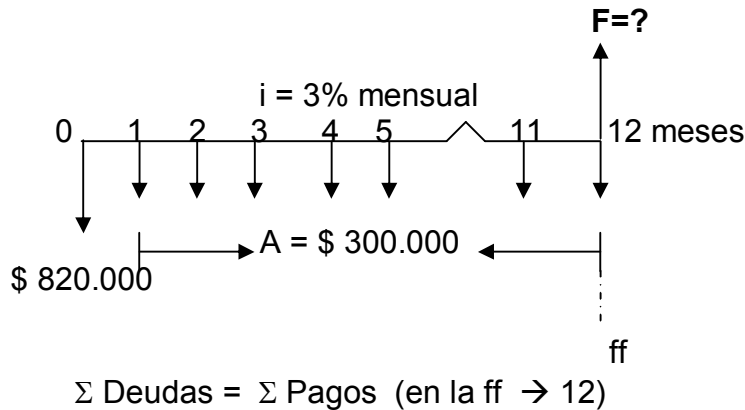 F=?
i = 3% mensual
0 1 2 3 4 5 11 12 meses
A = $ 300.000
$ 820.000
ff
Σ Deudas = Σ Pagos (en la ff → 12)